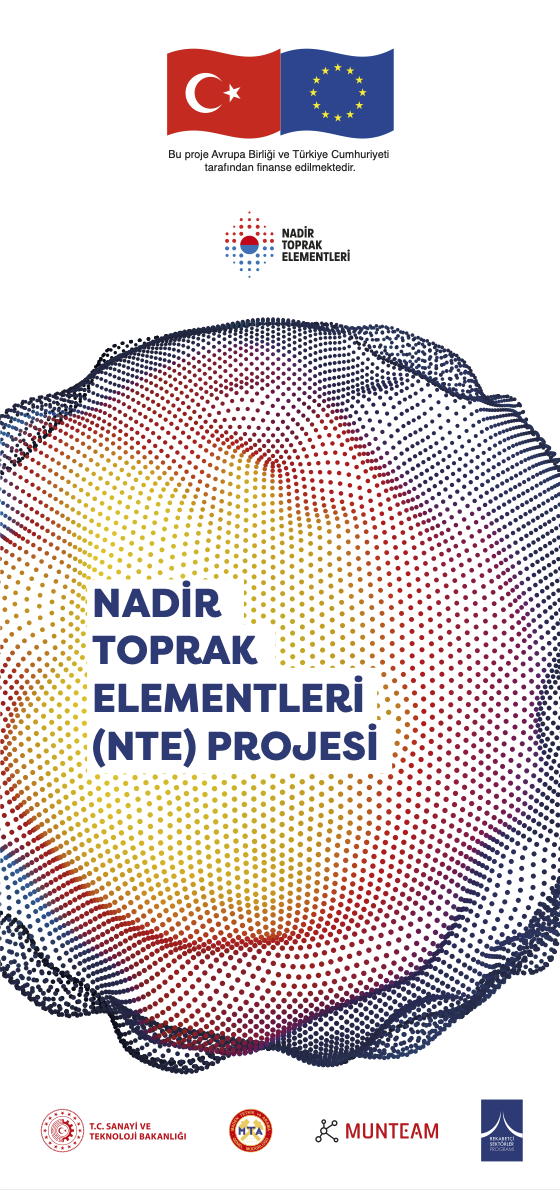 Bu proje Avrupa Birliği ve Türkiye Cumhuriyeti
tarafından finanse edilmektedir.
NADİR
TOPRAK
ELEMENTLERİ
NADİR
TOPRAK
ELEMENTLERİ
(NTE) PROJESİ
T.C. SANAYİ VE
TEKNOLOJİ BAKANLIĞI
MTA
MUNTEAM
REKABETÇİ
SEKTÖRLER
PROGRAMI